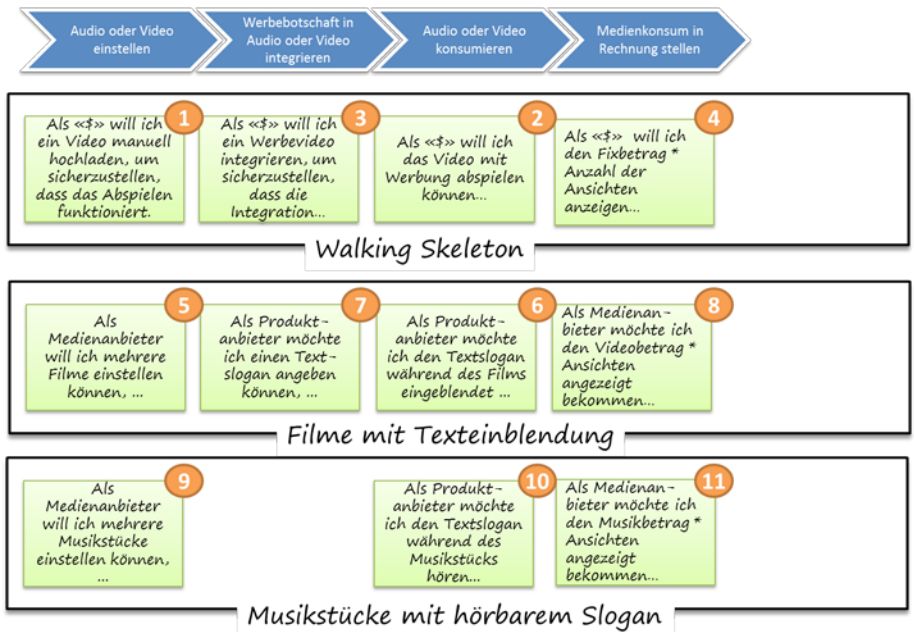 Audio oder Video
einstellen
Werbebotschaft in
Audio oder Video
integrieren
Audio oder Video
konsumieren
Medienkonsum in
Rechnung stellen
1
Als «$» will ich
ein Video manuell
hochladen, um
sicherzustellen,
dass das Abspielen
funktioniert.
3
Als «$» will ich
ein Werbevideo
integrieren, um
sicherzustellen,
dass die
Integration...
2
Als «$» will ich
das Video mit
Werbung abspielen
können...
4
Als «$» will ich
den Fixbetrag *
Anzahl der
Ansichten
anzeigen...
Walking Skeleton
5
Als
Medienanbieter
will ich mehrere
Filme einstellen
können, ...
7
Als Produkt-
anbieter möchte
ich einen Text-
slogan angeben
können, ...
6
Als Produkt-
anbieter möchte
ich den Textslogan
während des Films
eingeblendet ...
8
Als Medienan-
bieter möchte ich
den Videobetrag *
Ansichten
angezeigt
bekommen...
Filme mit Texteinblendung
9
Als
Medienanbieter
will ich mehrere
Musikstücke
einstellen können,
...
10
Als Produkt-
anbieter möchte
ich den Textslogan
während des
Musikstücks
hören...
11
Als Medienan-
bieter möchte ich
den Musikbetrag *
Ansichten
angezeigt
bekommen...
Musikstücke mit hörbarem Slogan